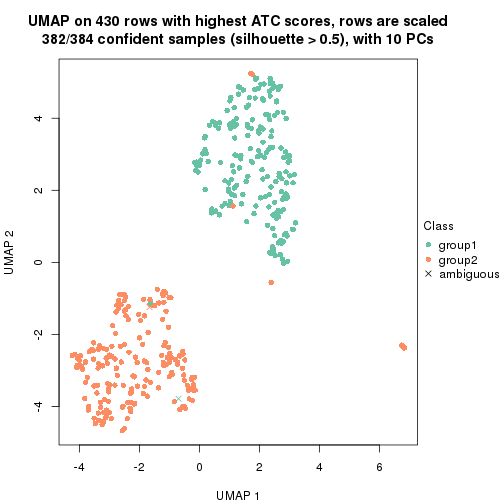 UMAP on 430 rows with highest ATC scores, rows are scaled
382/384 confident samples (silhouette > 0.5), with 10 PCs
4
2
0
-2
-4
UMAP 2
-4
-2
0
2
4
6
UMAP 1
Class
group1
group2
ambiguous